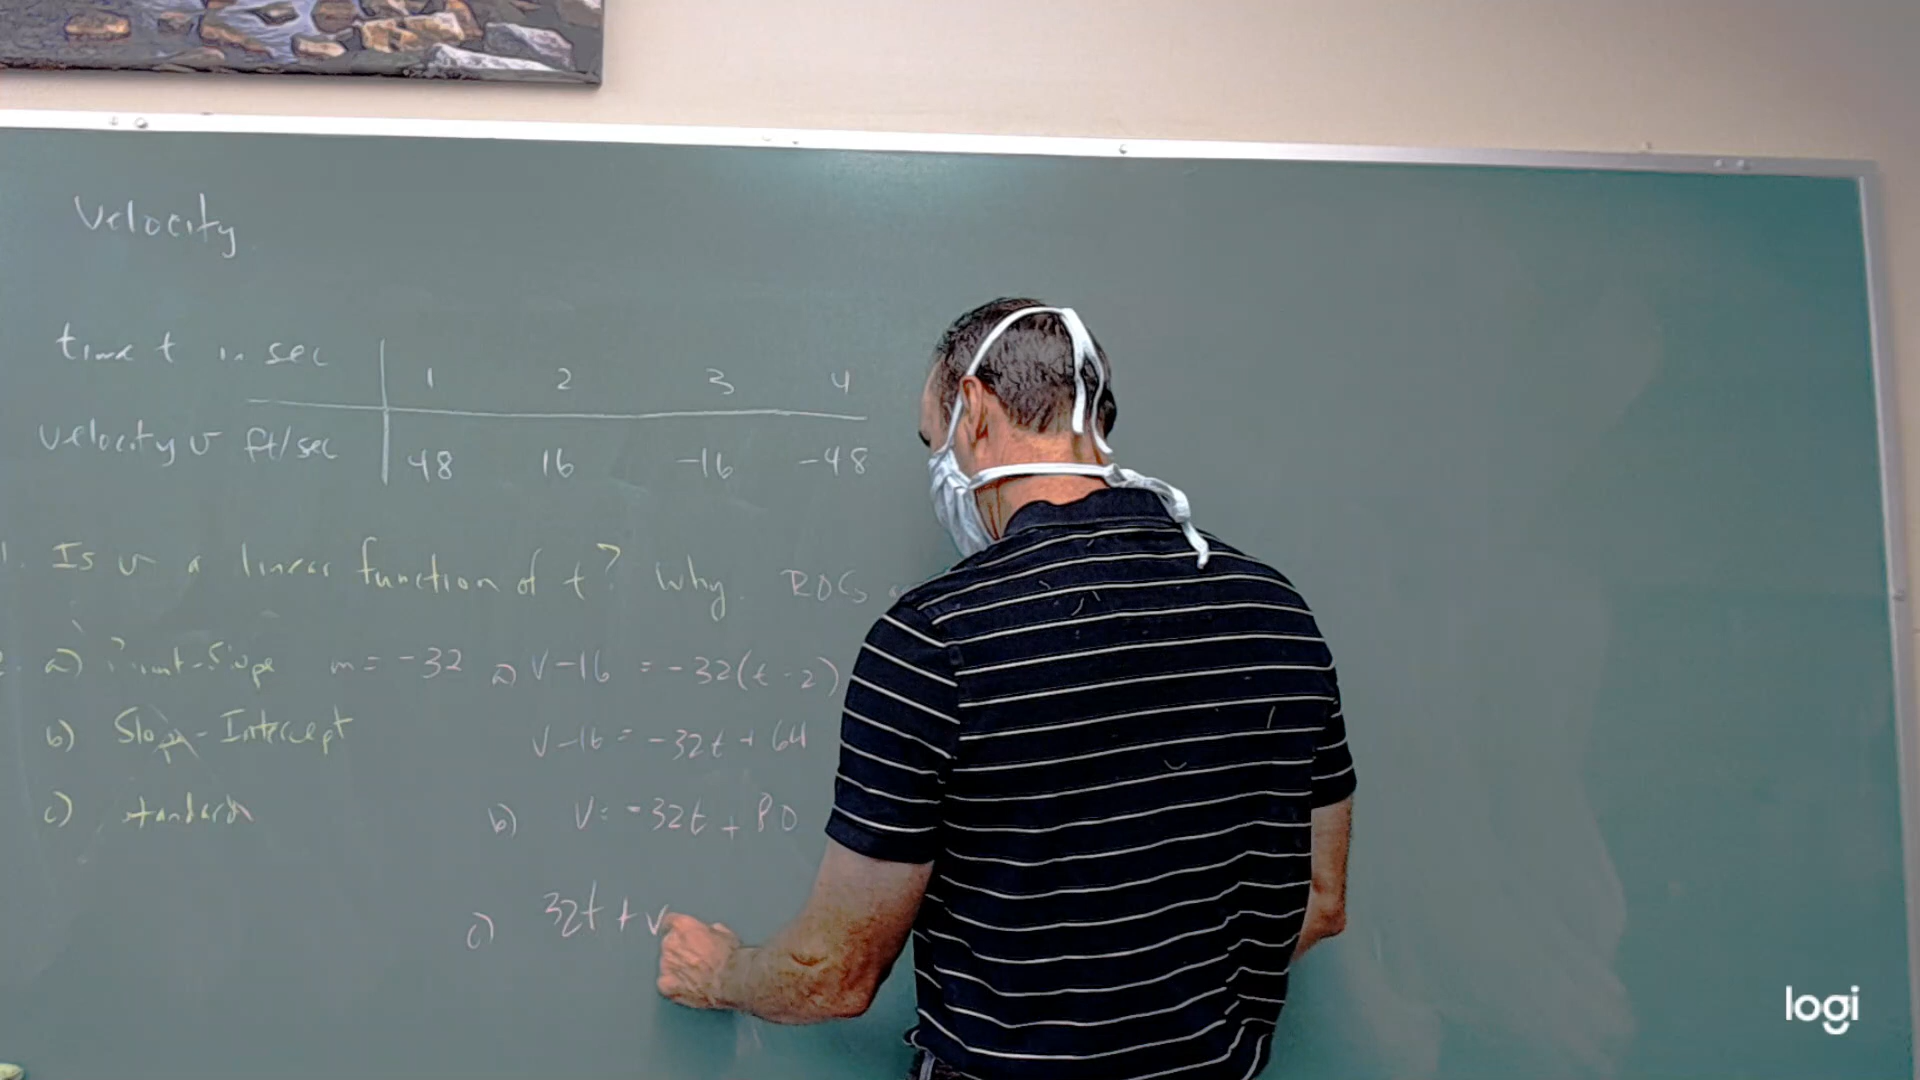 Velocity
time t in sec 1 2 3 4
velocity v ft/sec 48 16 -16 -48
1. Is v a linear function of t? Why. ROCs
a) Point-Slope m = -32 a) v-16 = -32(t-2)
v-16 = -32t + 64
b) Slope-Intercept
c) standard
b) v = -32t + 80
c) 32t + v
logi